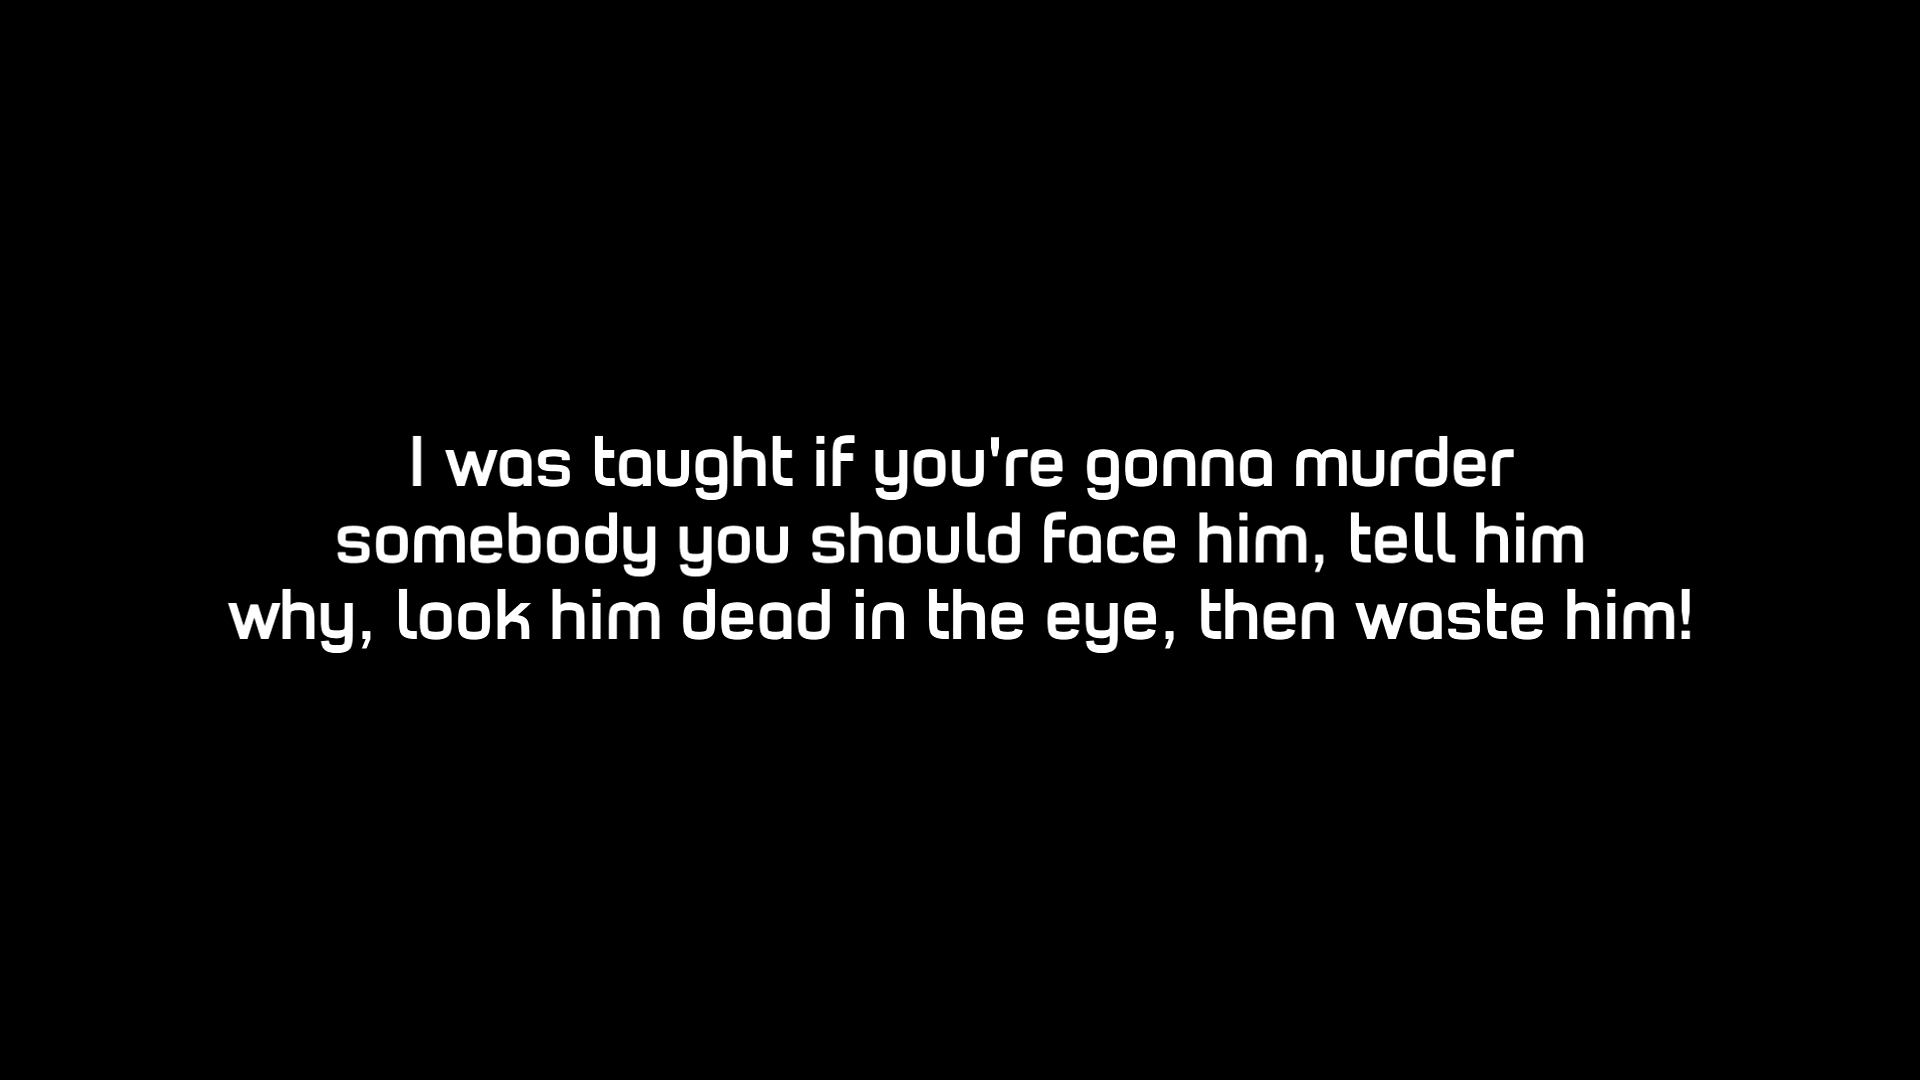 I was taught if you're gonna murder
somebody you should face him, tell him
why, look him dead in the eye, then waste him!